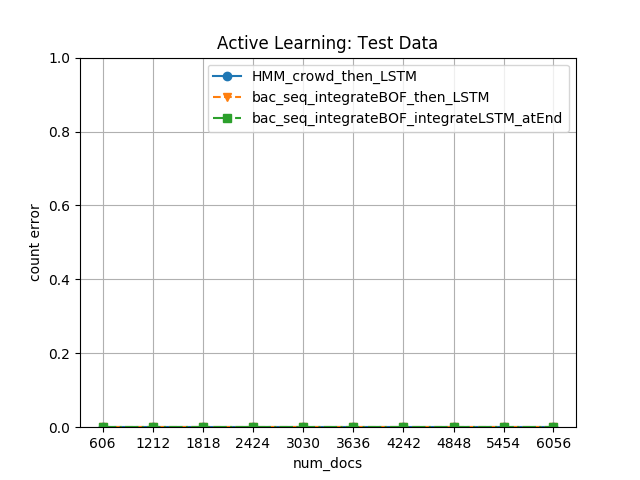 Active Learning: Test Data
1.0
HMM_crowd_then_LSTM
bac_seq_integrateBOF_then_LSTM
bac_seq_integrateBOF_integrateLSTM_atEnd
0.8
0.6
count error
0.4
0.2
0.0
606 1212 1818 2424 3030 3636 4242 4848 5454 6056
num_docs